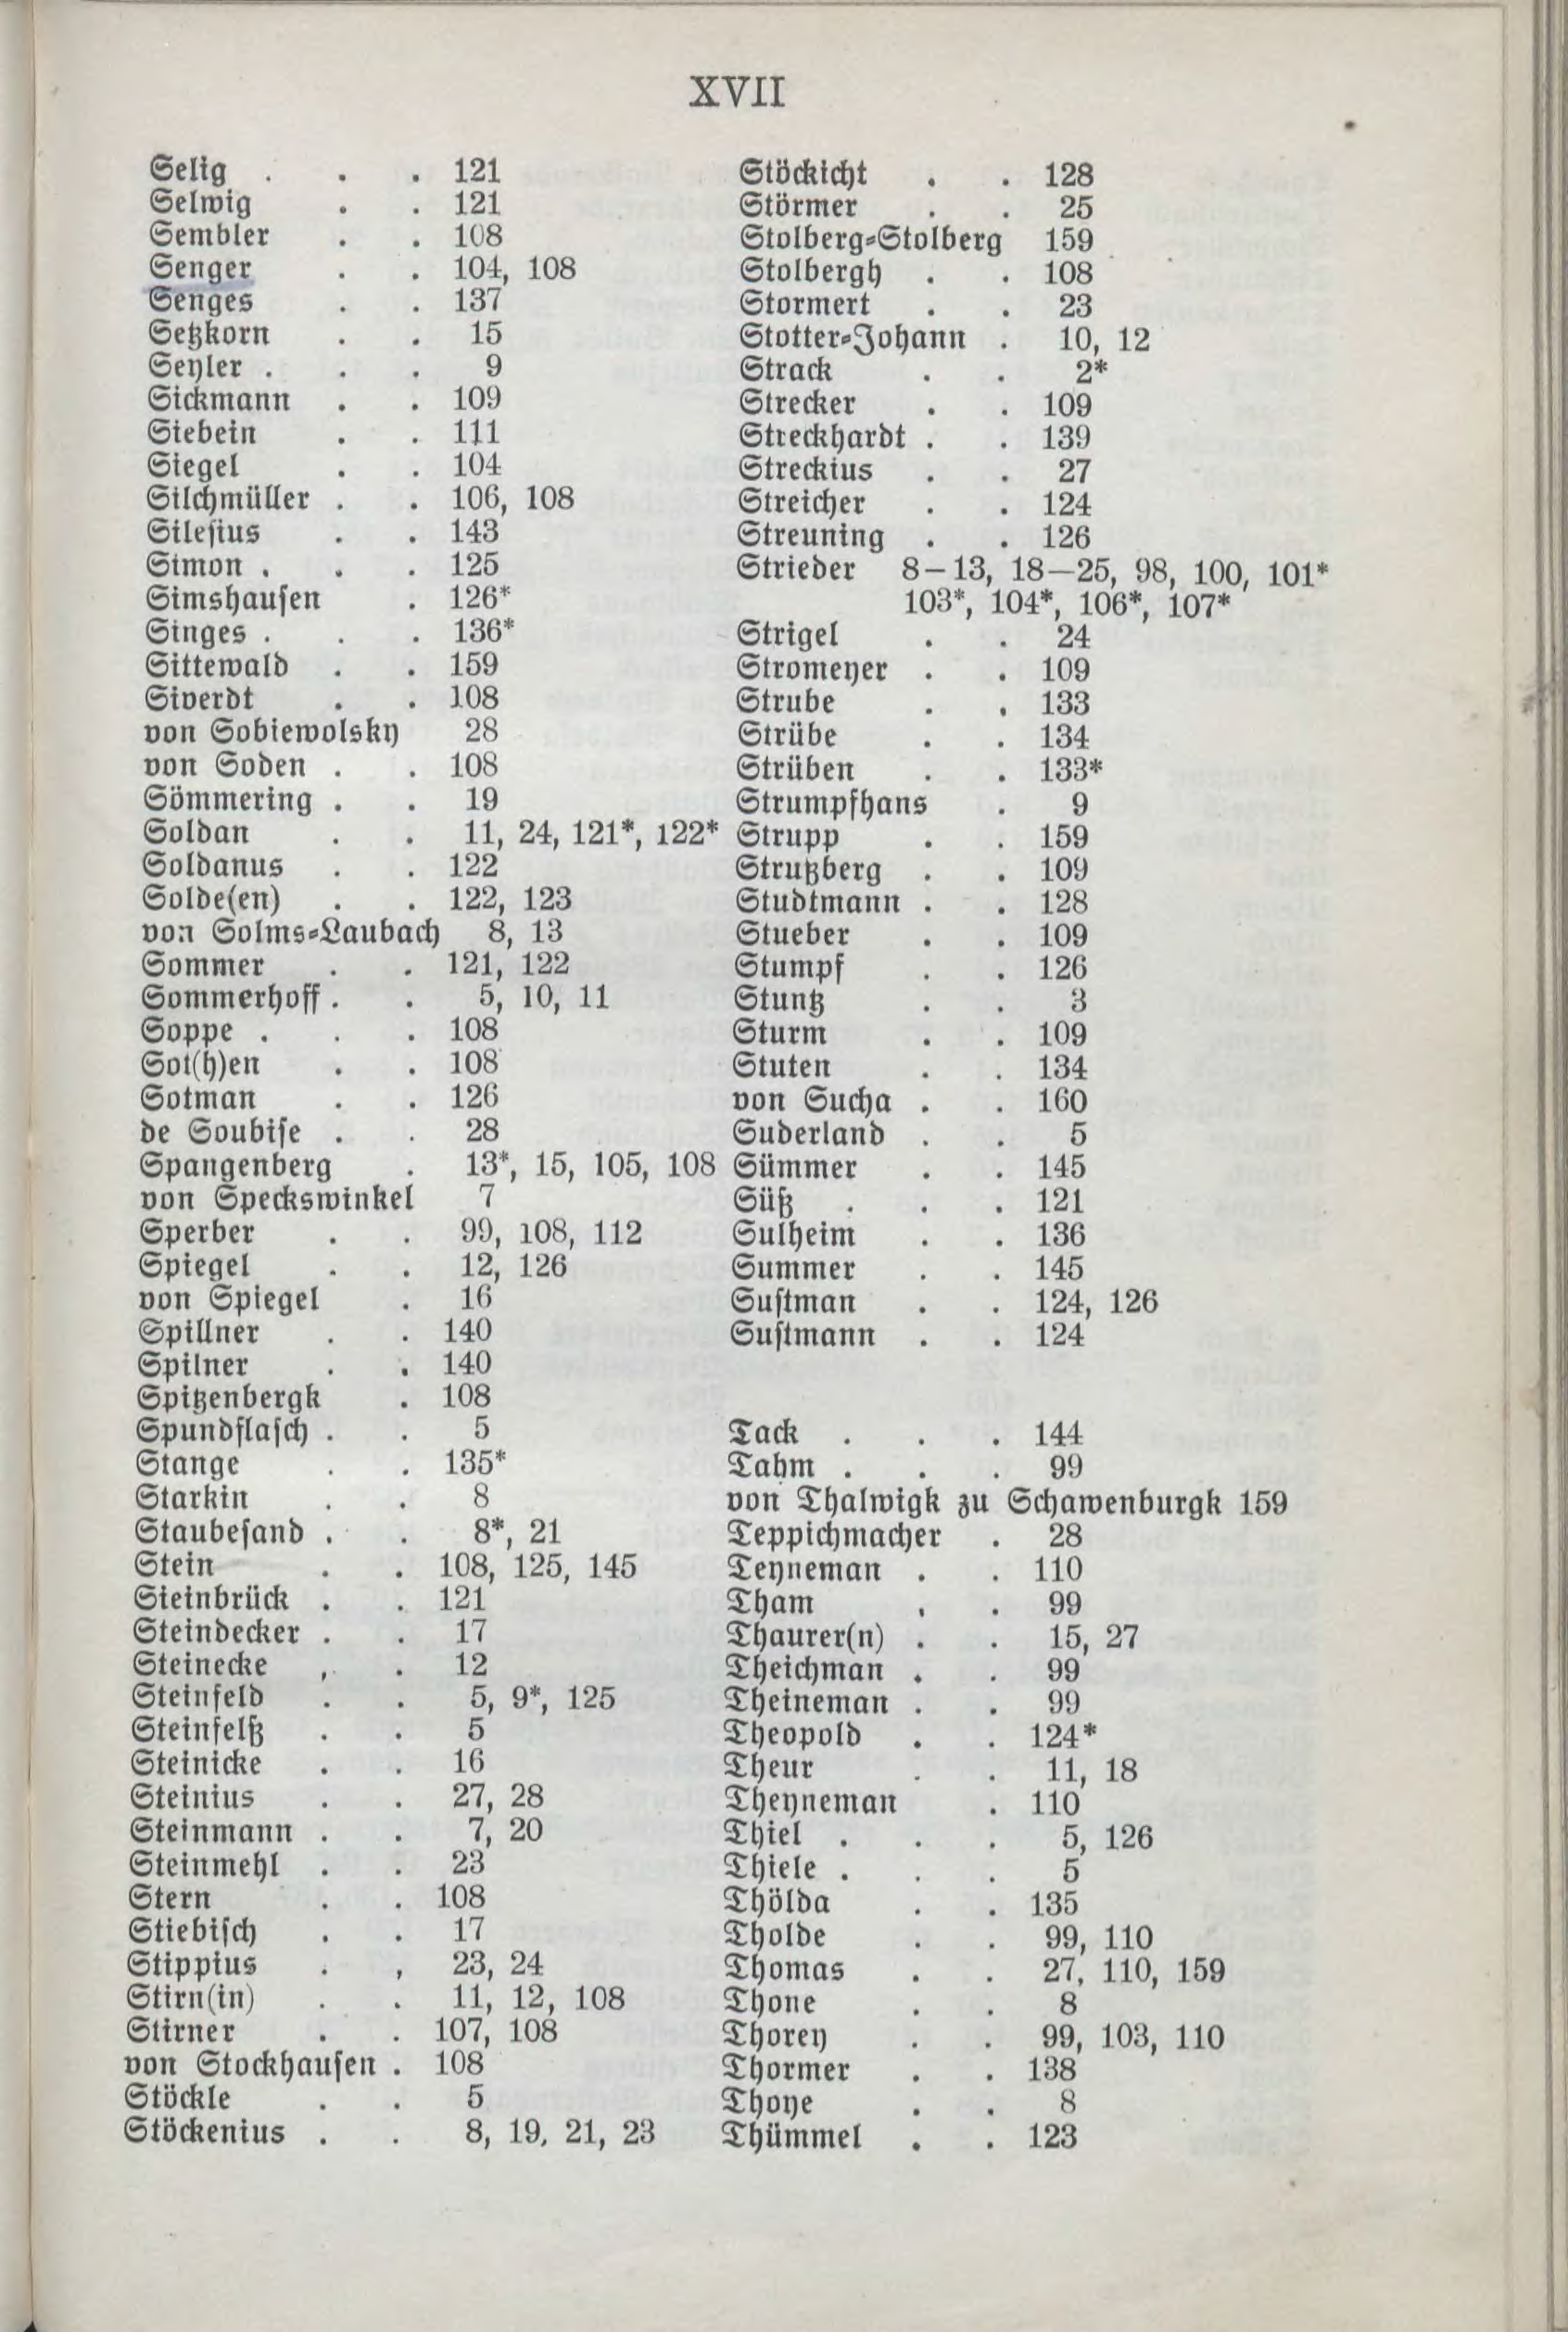 XVII
Selig . . . 121
Selwig . . 121
Sembler . . 108
Senger . . 104, 108
Senges . . 137
Setzkorn . . 15
Seyler . . . 9
Sickmann . . 109
Siebein . . 111
Siegel . . 104
Silchmüller . . 106, 108
Silesius . . 143
Simon . . . 125
Simshausen . 126*
Singes . . . 136*
Sittewald . . 159
Siverdt . . 108
von Sobiewolsky 28
von Soden . . 108
Sömmering . . 19
Soldan . . 11, 24, 121*, 122*
Soldanus . . 122
Solde(en) . . 122, 123
von Solms-Laubach 8, 13
Sommer . . 121, 122
Sommerhoff . . 5, 10, 11
Soppe . . . 108
Sot(h)en . . 108
Sotman . . 126
de Soubise . . 28
Spangenberg . 13*, 15, 105, 108
von Speckswinkel 7
Sperber . . 99, 108, 112
Spiegel . . 12, 126
von Spiegel . 16
Spillner . . 140
Spilner . . 140
Spitzenbergk . 108
Spundflasch . . 5
Stange . . 135*
Starkin . . 8
Staubesand . . 8*, 21
Stein . . 108, 125, 145
Steinbrück . . 121
Steindecker . . 17
Steinecke , . 12
Steinfeld . . 5, 9*, 125
Steinfelß . . 5
Steinicke . . 16
Steinius . . 27, 28
Steinmann . . 7, 20
Steinmehl . . 23
Stern . . 108
Stiebisch . . 17
Stippius . , 23, 24
Stirn(in) . . 11, 12, 108
Stirner . . 107, 108
von Stockhausen . 108
Stöckle . . 5
Stöckenius . . 8, 19, 21, 23
Stöckicht . . 128
Störmer . . 25
Stolberg-Stolberg 159
Stolbergh . . 108
Stormert . . 23
Stotter-Johann . 10, 12
Strack . . 2*
Strecker . . 109
Streckhardt . . 139
Streckius . . 27
Streicher . . 124
Streuning . . 126
Strieder 8–13, 18–25, 98, 100, 101*
103*, 104*, 106*, 107*
Strigel . . 24
Stromeyer . . 109
Strube . . 133
Strübe . . 134
Strüben . . 133*
Strumpfhans . 9
Strupp . . 159
Strutzberg . . 109
Studtmann . . 128
Stueber . . 109
Stumpf . . 126
Stuntz . . 3
Sturm . . 109
Stuten . . 134
von Sucha . . 160
Suderland . . 5
Sümmer . . 145
Süß . . . 121
Sulheim . . 136
Summer . . 145
Sustman . . 124, 126
Sustmann . . 124
Tack . . . 144
Tahm . . . 99
von Thalwigk zu Schawenburgk 159
Teppichmacher . 28
Teyneman . . 110
Tham . . 99
Thaurer(n) . . 15, 27
Theichman . . 99
Theineman . . 99
Theopold . . 124*
Theur . . 11, 18
Theyneman . 110
Thiel . . . 5, 126
Thiele . . . 5
Thölda . . 135
Tholde . . 99, 110
Thomas . . 27, 110, 159
Thone . . 8
Thorey . . 99, 103, 110
Thormer . . 138
Thoye . . 8
Thümmel . . 123